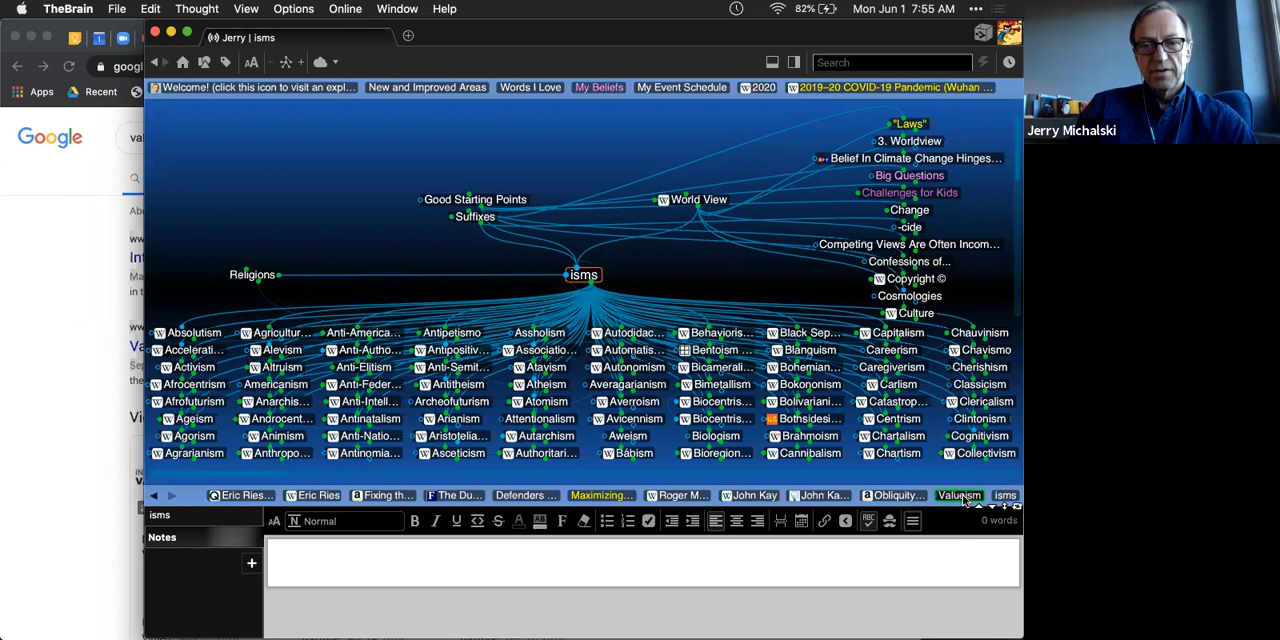 TheBrain File Edit Thought View Options Online Window Help 82% Mon Jun 1 7:55 AM
Jerry | isms
Search
Apps Recent
Welcome! (click this icon to visit an expl... New and Improved Areas Words I Love My Beliefs My Event Schedule 2020 2019–20 COVID-19 Pandemic (Wuhan ...
Google
Jerry Michalski
"Laws"
3. Worldview
Belief In Climate Change Hinges...
Big Questions
Challenges for Kids
Good Starting Points World View
Change
Suffixes
-cide
Competing Views Are Often Incom...
Confessions of...
Religions isms
Copyright ©
Cosmologies
Culture
Absolutism Agricultur... Anti-America... Antipetismo Assholism Autodidac... Behavioris... Black Sep... Capitalism Chauvinism
Accelerati... Alevism Anti-Autho... Antipositiv... Associatio... Automatis... Bentoism ... Blanquism Careerism Chavismo
Activism Altruism Anti-Elitism Anti-Semit... Atavism Autonomism Bicamerali... Bohemian... Caregiverism Cherishism
Afrocentrism Americanism Anti-Feder... Antitheism Atheism Averagarianism Bimetallism Bokononism Carlism Classicism
Afrofuturism Anarchis... Anti-Intell... Archeofuturism Atomism Averroism Biocentris... Bolivariani... Catastrop... Clericalism
Ageism Androcent... Antinatalism Arianism Attentionalism Avicennism Biocentris... Bothsidesi... Centrism Clintonism
Agorism Animism Anti-Natio... Aristotelia... Autarchism Aweism Biologism Brahmoism Chartalism Cognitivism
Agrarianism Anthropo... Antinomia... Asceticism Authoritari... Bábism Bioregion... Cannibalism Chartism Collectivism
Eric Ries... Eric Ries Fixing th... The Du... Defenders ... Maximizing... Roger M... John Kay John Ka... Obliquity... Valueism isms
isms
Normal
0 words
Notes